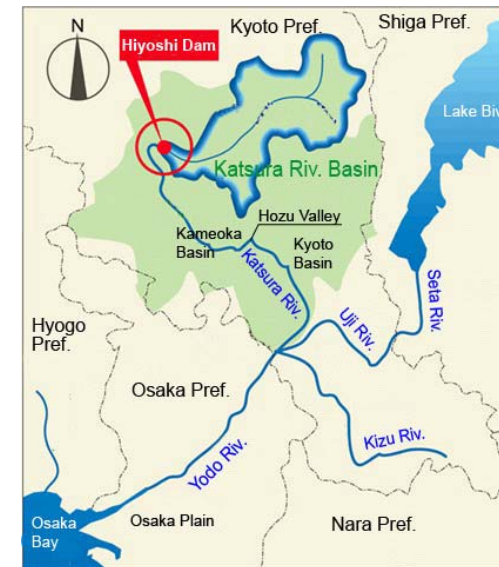 Kyoto Pref.
Shiga Pref.
N
Hiyoshi Dam
Lake Biv
Katsura Riv. Basin
Hozu Valley
Kameoka
Basin
Kyoto
Basin
Katsura Riv.
Seta Riv.
Uji Riv.
Hyogo
Pref.
Osaka Pref.
Kizu Riv.
Yodo Riv.
Osaka
Bay
Osaka Plain
Nara Pref.